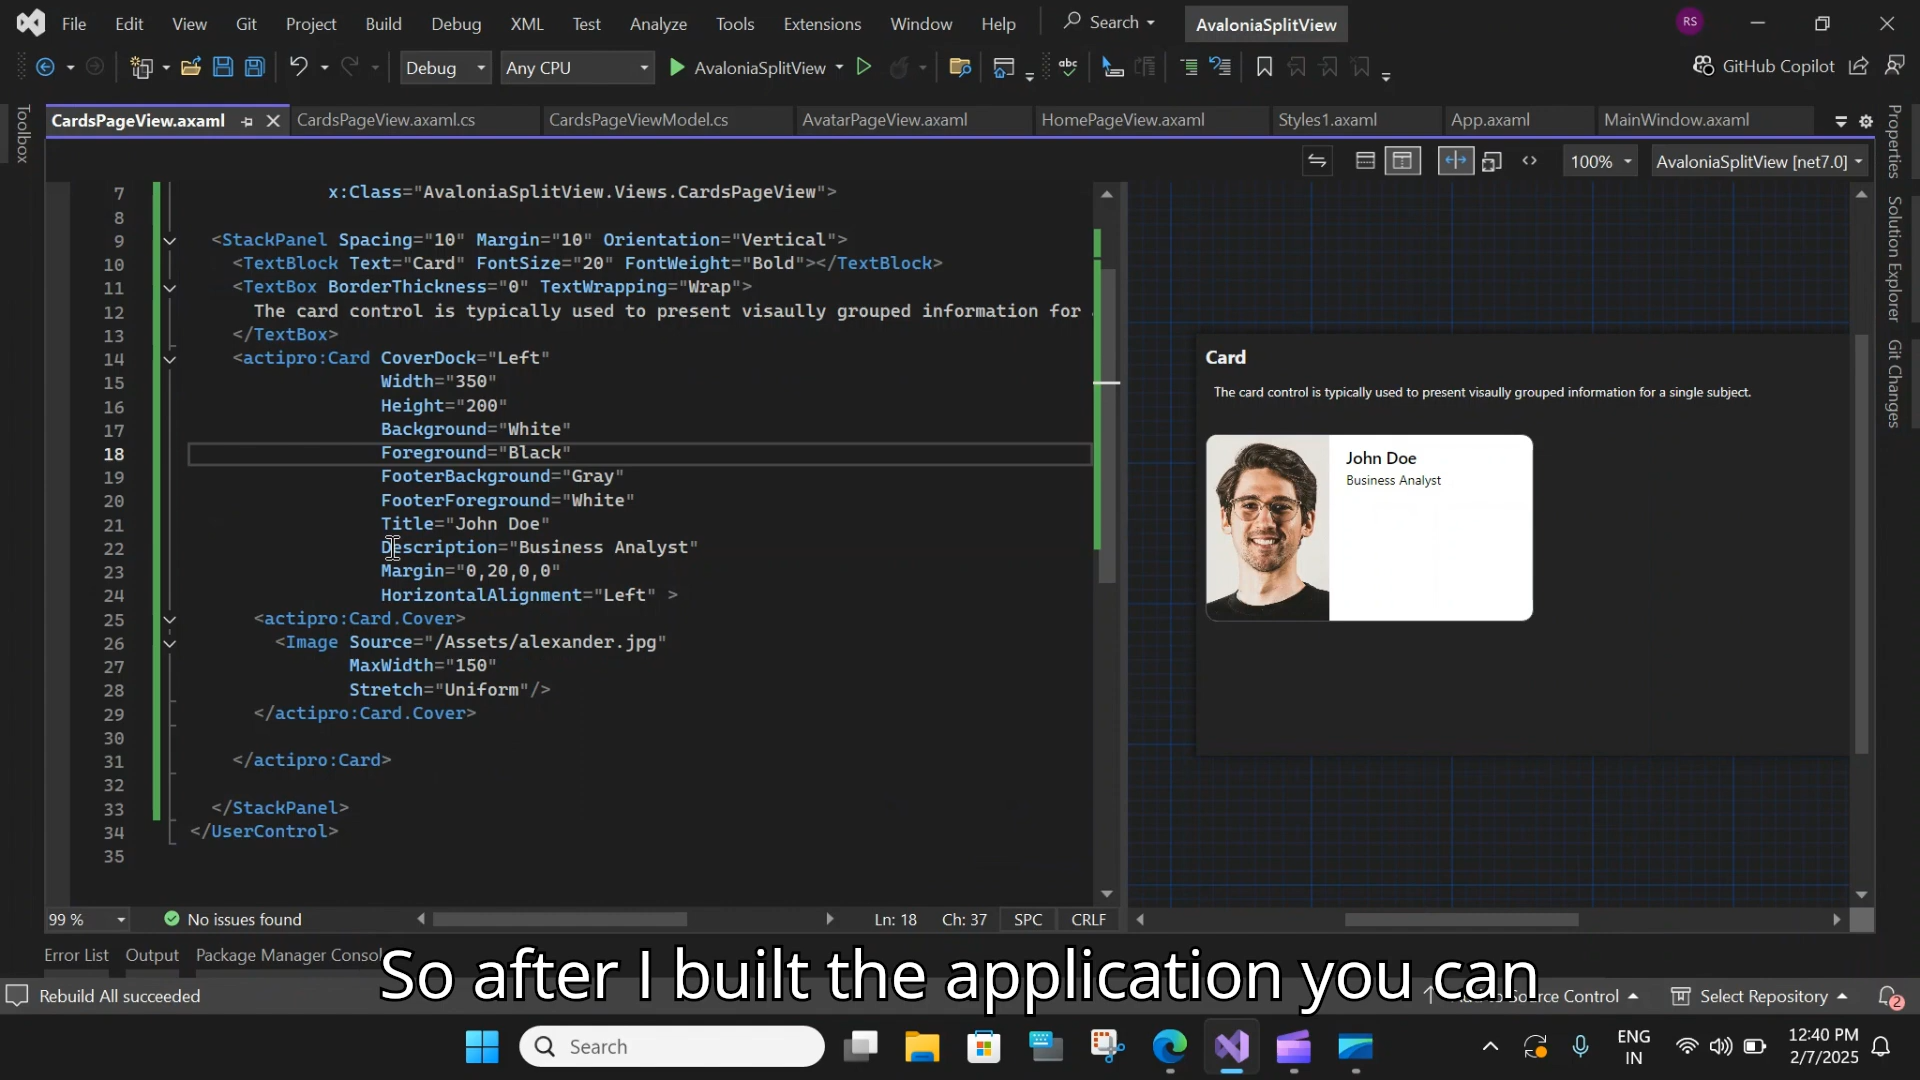 File Edit View Git Project Build Debug XML Test Analyze Tools Extensions Window Help Search AvaloniaSplitView RS
Debug Any CPU AvaloniaSplitView abc GitHub Copilot
CardsPageView.axaml CardsPageView.axaml.cs CardsPageViewModel.cs AvatarPageView.axaml HomePageView.axaml Styles1.axaml App.axaml MainWindow.axaml
Toolbox
Properties
Solution Explorer
Git Changes
100% AvaloniaSplitView [net7.0]
7 x:Class="AvaloniaSplitView.Views.CardsPageView">
8
9 <StackPanel Spacing="10" Margin="10" Orientation="Vertical">
10 <TextBlock Text="Card" FontSize="20" FontWeight="Bold"></TextBlock>
11 <TextBox BorderThickness="0" TextWrapping="Wrap">
12 The card control is typically used to present visaully grouped information for
13 </TextBox>
14 <actipro:Card CoverDock="Left"
15 Width="350"
16 Height="200"
17 Background="White"
18 Foreground="Black"
19 FooterBackground="Gray"
20 FooterForeground="White"
21 Title="John Doe"
22 Description="Business Analyst"
23 Margin="0,20,0,0"
24 HorizontalAlignment="Left" >
25 <actipro:Card.Cover>
26 <Image Source="/Assets/alexander.jpg"
27 MaxWidth="150"
28 Stretch="Uniform"/>
29 </actipro:Card.Cover>
30
31 </actipro:Card>
32
33 </StackPanel>
34 </UserControl>
35
Card
The card control is typically used to present visaully grouped information for a single subject.
John Doe
Business Analyst
99 % No issues found Ln: 18 Ch: 37 SPC CRLF
Error List Output Package Manager Consol
So after I built the application you can
Rebuild All succeeded Source Control Select Repository 2
Search ENG IN 12:40 PM 2/7/2025